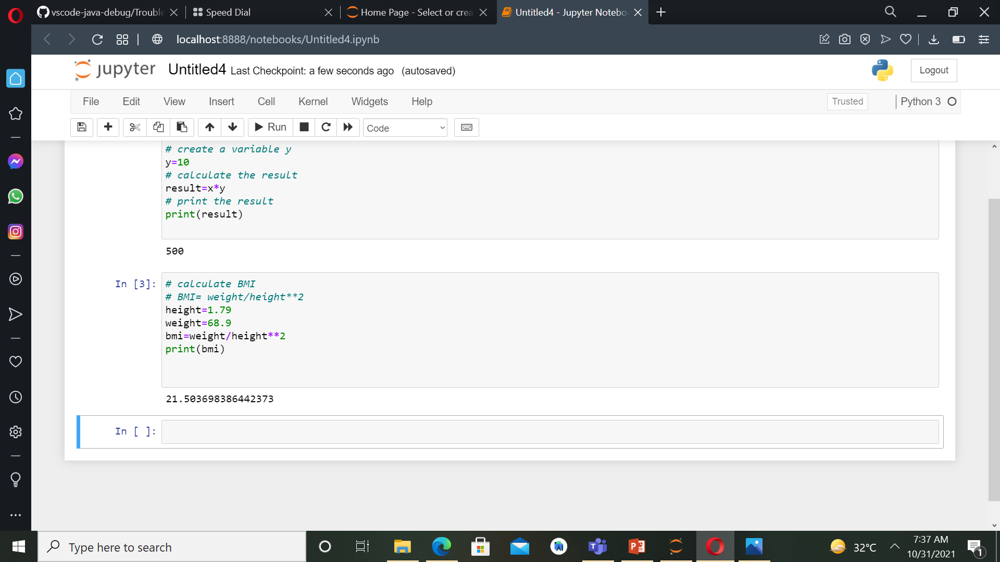 vscode-java-debug/Trouble
Speed Dial
Home Page - Select or crea
Untitled4 - Jupyter Notebo
localhost:8888/notebooks/Untitled4.ipynb
jupyter Untitled4 Last Checkpoint: a few seconds ago (autosaved)
Logout
File Edit View Insert Cell Kernel Widgets Help
Trusted
Python 3
Run
Code
# create a variable y
y=10
# calculate the result
result=x*y
# print the result
print(result)
500
In [3]:
# calculate BMI
# BMI= weight/height**2
height=1.79
weight=68.9
bmi=weight/height**2
print(bmi)
21.503698386442373
In [ ]:
Type here to search
32°C
7:37 AM
10/31/2021
1